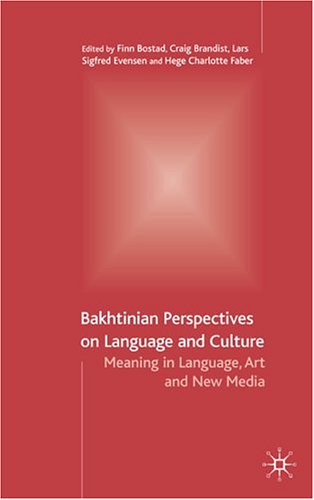 Edited by Finn Bostad, Craig Brandist, Lars
Sigfred Evensen and Hege Charlotte Faber
Bakhtinian Perspectives
on Language and Culture
Meaning in Language, Art
and New Media